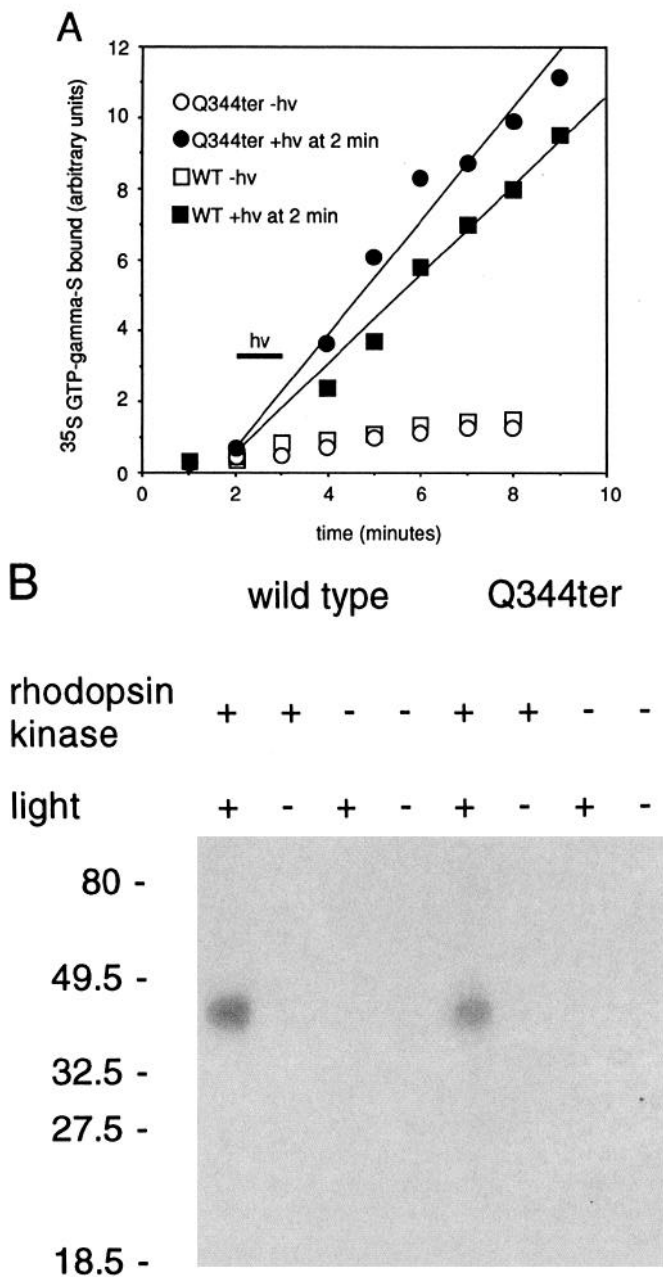 A
12
10
8
6
4
2
0
35S GTP-gamma-S bound (arbitrary units)
Q344ter -hv
Q344ter +hv at 2 min
WT -hv
WT +hv at 2 min
hv
0 2 4 6 8 10
time (minutes)
B
wild type Q344ter
rhodopsin
kinase
+ + - - + + - -
light + - + - + - + -
80 -
49.5 -
32.5 -
27.5 -
18.5 -